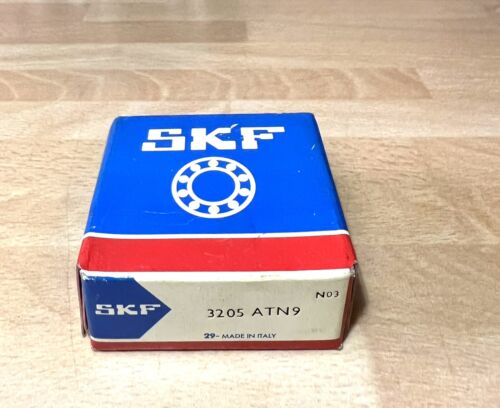 SKF
N03
SKF 3205 ATN9
29- MADE IN ITALY